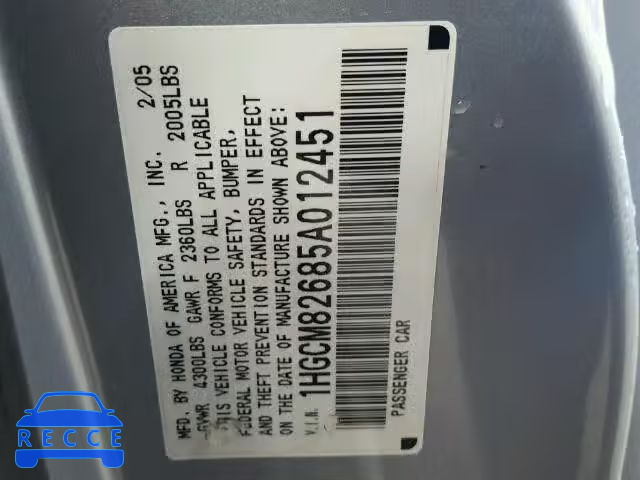 MFD. BY HONDA OF AMERICA MFG., INC. 2/05
GVWR 4300LBS GAWR F 2360LBS R 2005LBS
THIS VEHICLE CONFORMS TO ALL APPLICABLE
FEDERAL MOTOR VEHICLE SAFETY, BUMPER,
AND THEFT PREVENTION STANDARDS IN EFFECT
ON THE DATE OF MANUFACTURE SHOWN ABOVE:
V.I.N. 1HGCM82685A012451
PASSENGER CAR
RECCE